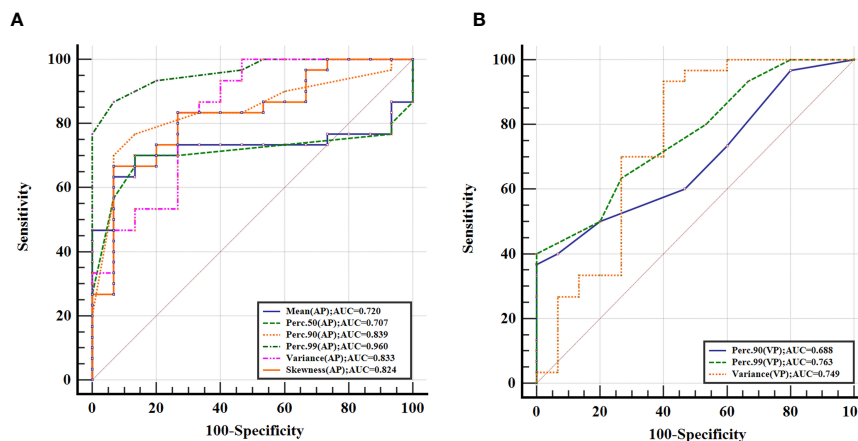 A
B
Sensitivity
100
80
60
40
20
0
Mean(AP);AUC=0.720
Perc.50(AP);AUC=0.707
Perc.90(AP);AUC=0.839
Perc.99(AP);AUC=0.960
Variance(AP);AUC=0.833
Skewness(AP);AUC=0.824
0 20 40 60 80 100
100-Specificity
Sensitivity
100
80
60
40
20
0
Perc.90(VP);AUC=0.688
Perc.99(VP);AUC=0.763
Variance(VP);AUC=0.749
0 20 40 60 80 100
100-Specificity